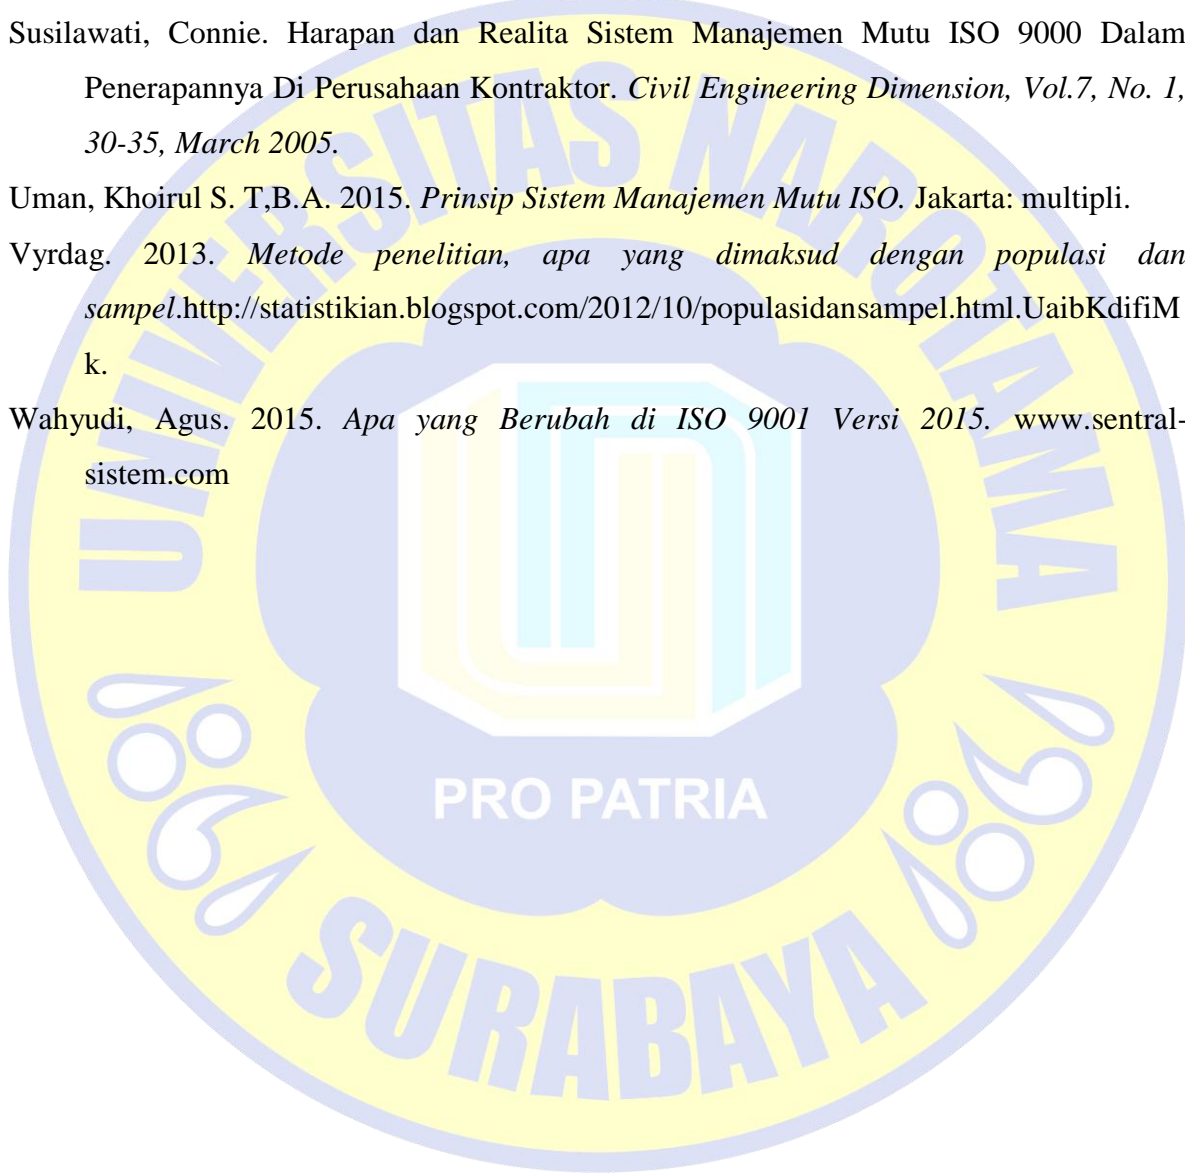 Susilawati, Connie. Harapan dan Realita Sistem Manajemen Mutu ISO 9000 Dalam
Penerapannya Di Perusahaan Kontraktor. Civil Engineering Dimension, Vol.7, No. 1,
30-35, March 2005.
Uman, Khoirul S. T,B.A. 2015. Prinsip Sistem Manajemen Mutu ISO. Jakarta: multipli.
Vyrdag. 2013. Metode penelitian, apa yang dimaksud dengan populasi dan
sampel.http://statistikian.blogspot.com/2012/10/populasidansampel.html.UaibKdifiM
k.
Wahyudi, Agus. 2015. Apa yang Berubah di ISO 9001 Versi 2015. www.sentral-
sistem.com
UNIVERSITAS NAROTAMA
PRO PATRIA
SURABAYA